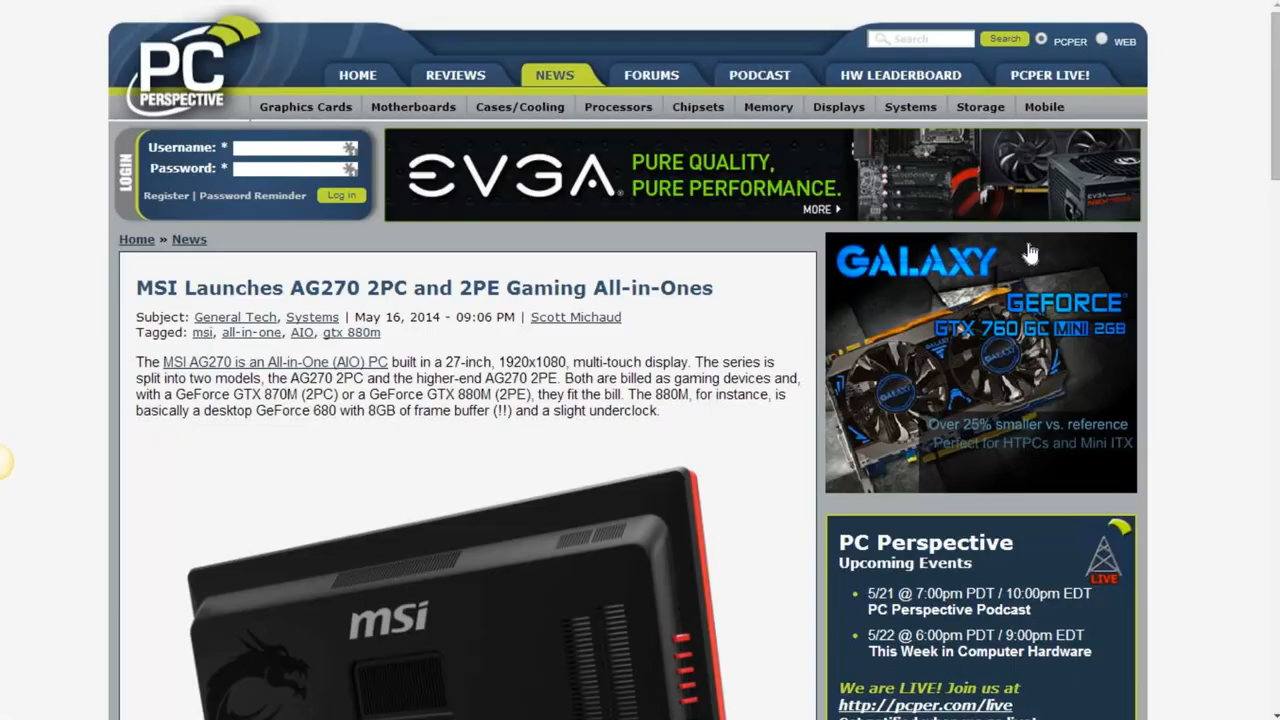 PC
PERSPECTIVE
Search
Search
PCPER
WEB
HOME
REVIEWS
NEWS
FORUMS
PODCAST
HW LEADERBOARD
PCPER LIVE!
Graphics Cards
Motherboards
Cases/Cooling
Processors
Chipsets
Memory
Displays
Systems
Storage
Mobile
LOGIN
Username: *
Password: *
Register | Password Reminder
Log in
EVGA
PURE QUALITY,
PURE PERFORMANCE.
MORE
Home » News
MSI Launches AG270 2PC and 2PE Gaming All-in-Ones
Subject: General Tech, Systems | May 16, 2014 - 09:06 PM | Scott Michaud
Tagged: msi, all-in-one, AIO, gtx 880m
The MSI AG270 is an All-in-One (AIO) PC built in a 27-inch, 1920x1080, multi-touch display. The series is
split into two models, the AG270 2PC and the higher-end AG270 2PE. Both are billed as gaming devices and,
with a GeForce GTX 870M (2PC) or a GeForce GTX 880M (2PE), they fit the bill. The 880M, for instance, is
basically a desktop GeForce 680 with 8GB of frame buffer (!!) and a slight underclock.
msi
GALAXY
GEFORCE
GTX 760 GC MINI 2GB
GALAXY
GALAXY
Over 25% smaller vs. reference
Perfect for HTPCs and Mini ITX
PC Perspective
Upcoming Events
LIVE
5/21 @ 7:00pm PDT / 10:00pm EDT
PC Perspective Podcast
5/22 @ 6:00pm PDT / 9:00pm EDT
This Week in Computer Hardware
We are LIVE! Join us at
http://pcper.com/live